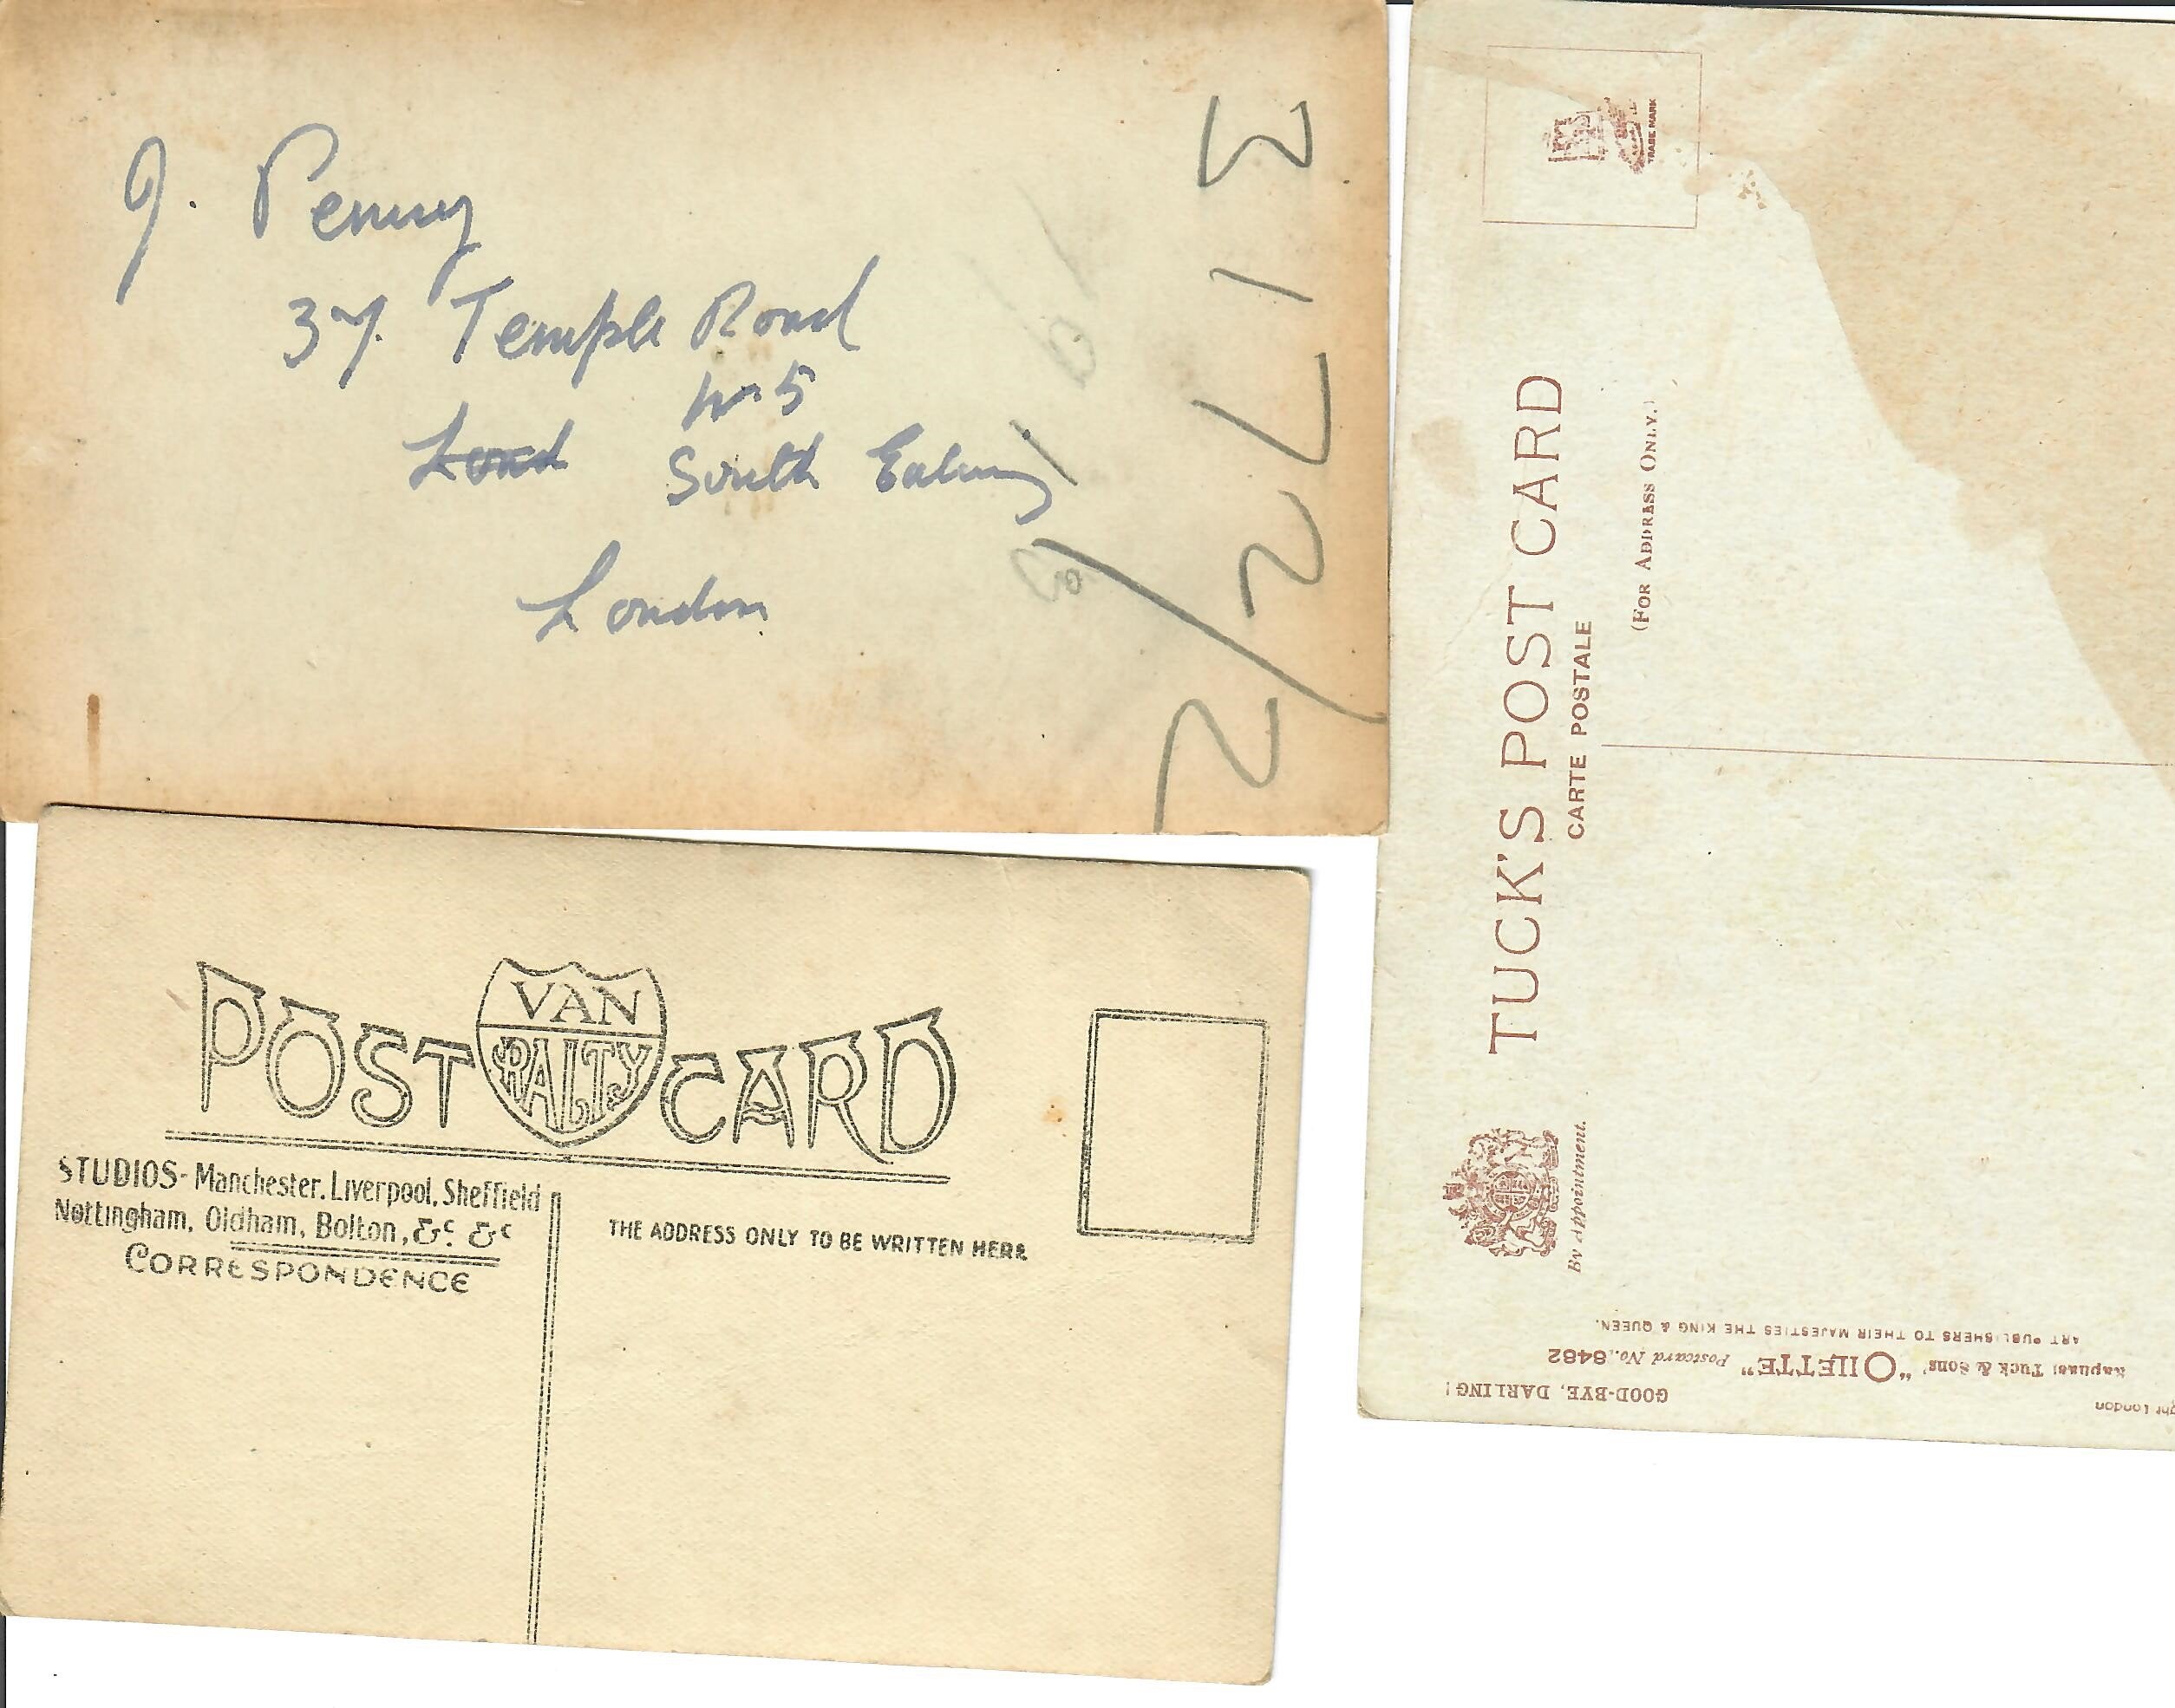 J. Penny
37. Temple Road
W.5
Lond South Ealing
London
POST VAN RALTY CARD
STUDIOS - Manchester, Liverpool, Sheffield
Nottingham, Oldham, Bolton, &c &c
CORRESPONDENCE
THE ADDRESS ONLY TO BE WRITTEN HERE
TRADE MARK
TUCK'S POST CARD
CARTE POSTALE
(FOR ADDRESS ONLY.)
By Appointment.
ART PUBLISHERS TO THEIR MAJESTIES THE KING & QUEEN.
Raphael Tuck & Sons' "OILETTE" Postcard No. 8482
GOOD-BYE, DARLING!
London